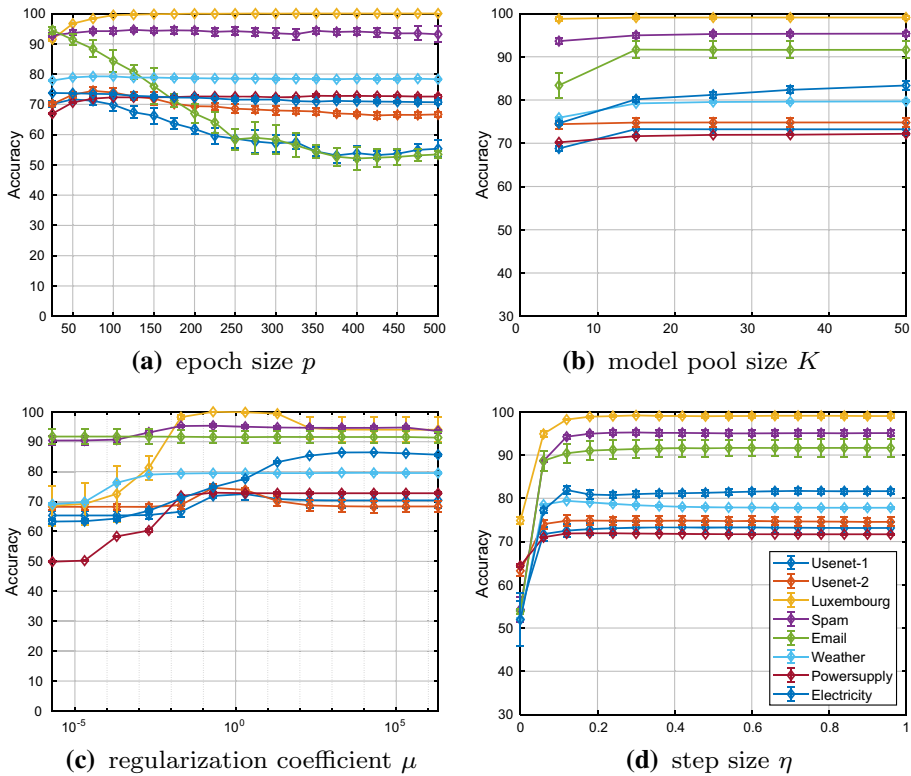 100
90
80
70
60
50
40
30
20
10
0
Accuracy
50 100 150 200 250 300 350 400 450 500
(a) epoch size p
100
90
80
70
60
50
40
30
Accuracy
0 10 20 30 40 50
(b) model pool size K
100
90
80
70
60
50
40
30
20
10
0
Accuracy
10^-5 10^0 10^5
(c) regularization coefficient μ
100
90
80
70
60
50
40
30
Accuracy
0 0.2 0.4 0.6 0.8 1
Usenet-1
Usenet-2
Luxembourg
Spam
Email
Weather
Powersupply
Electricity
(d) step size η